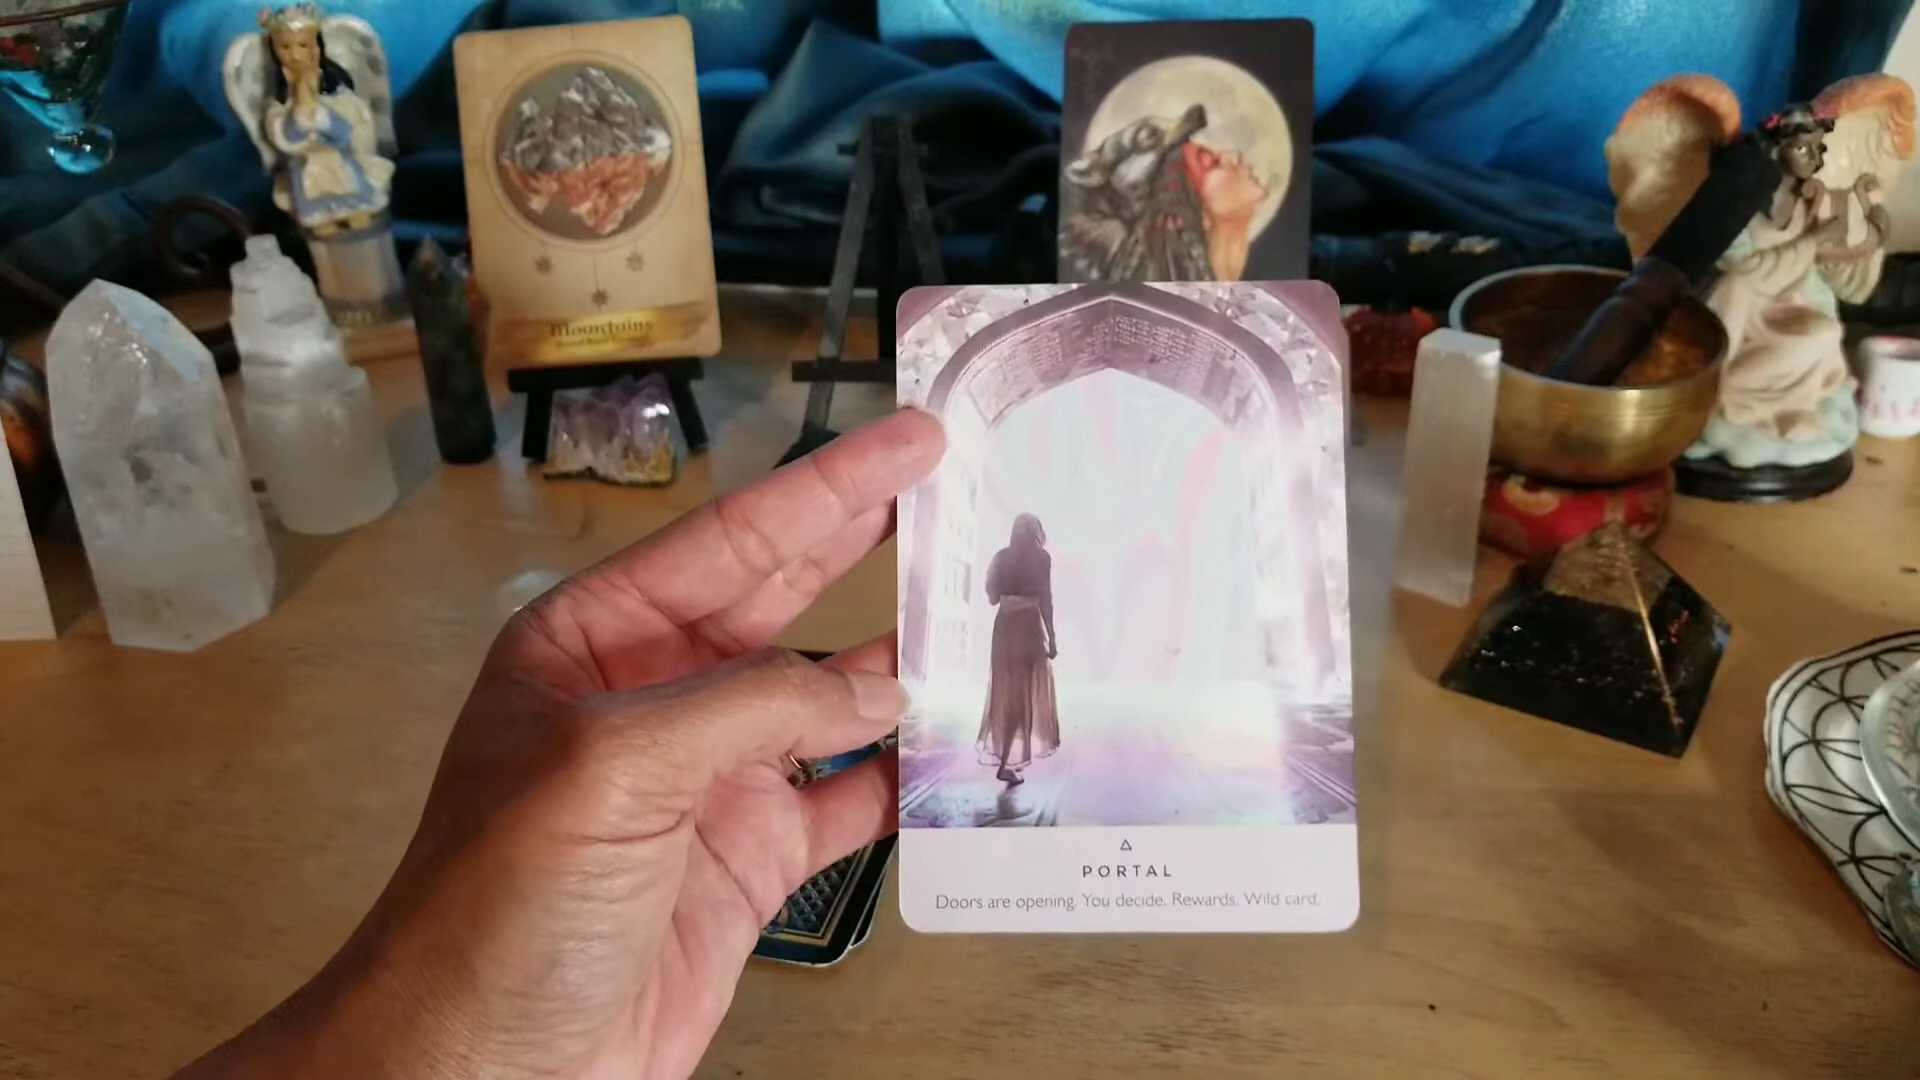 Mountains
PORTAL
Doors are opening. You decide. Rewards. Wild card.